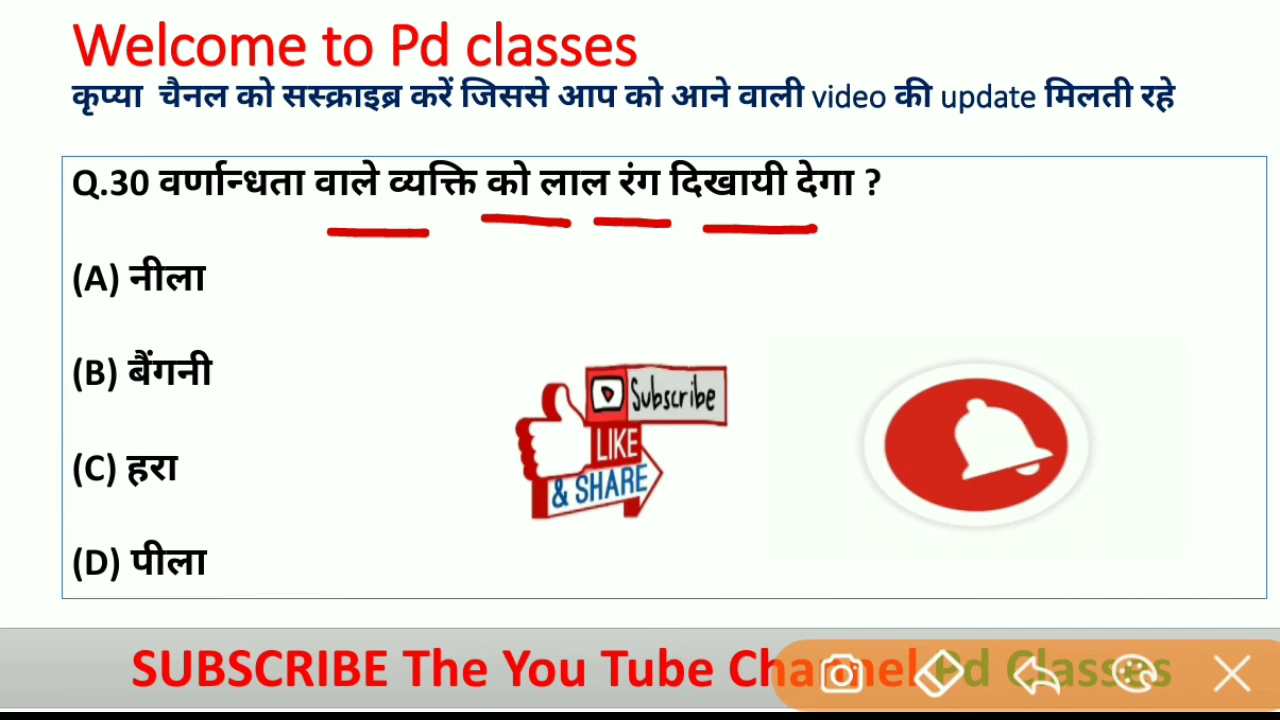 Welcome to Pd classes
कृप्या चैनल को सस्क्राइब्र करें जिससे आप को आने वाली video की update मिलती रहे
Q.30 वर्णान्धता वाले व्यक्ति को लाल रंग दिखायी देगा ?
(A) नीला
(B) बैंगनी
Subscribe
LIKE
& SHARE
(C) हरा
(D) पीला
SUBSCRIBE The You Tube Channel Pd Classes